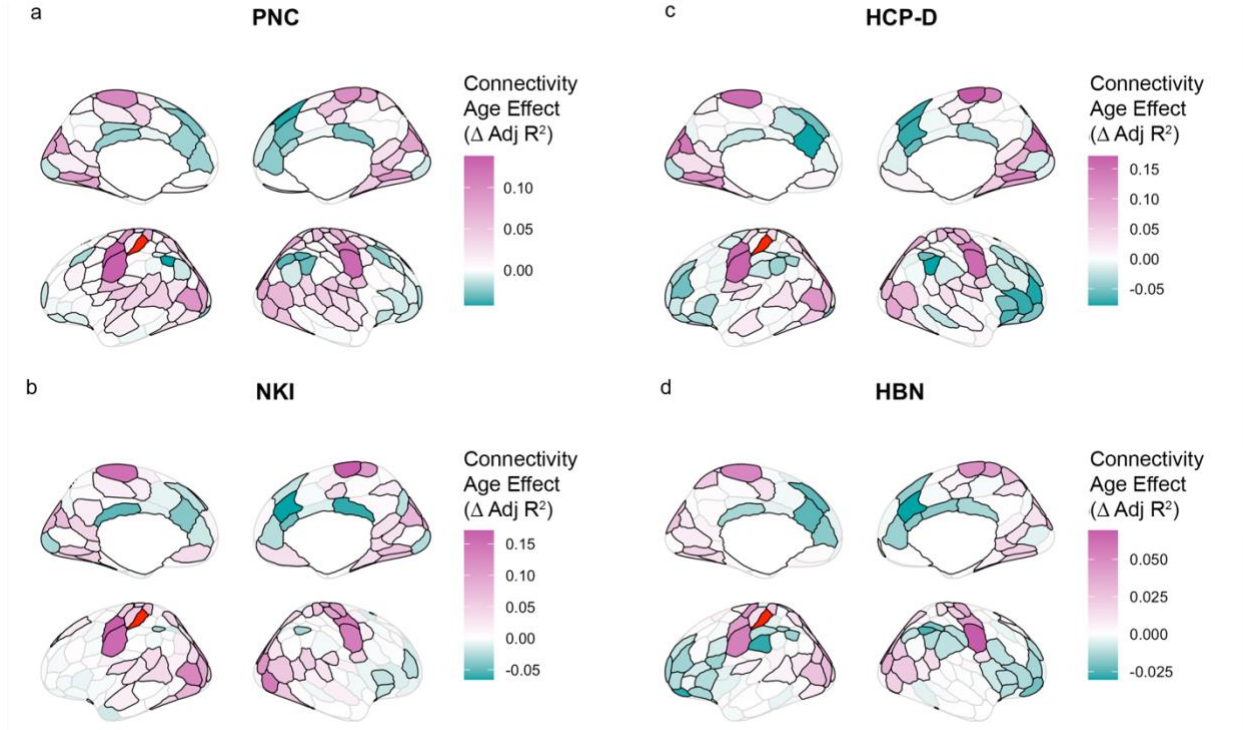 a
PNC
Connectivity
Age Effect
(Δ Adj R²)
0.10
0.05
0.00
b
NKI
Connectivity
Age Effect
(Δ Adj R²)
0.15
0.10
0.05
0.00
-0.05
c
HCP-D
Connectivity
Age Effect
(Δ Adj R²)
0.15
0.10
0.05
0.00
-0.05
d
HBN
Connectivity
Age Effect
(Δ Adj R²)
0.050
0.025
0.000
-0.025